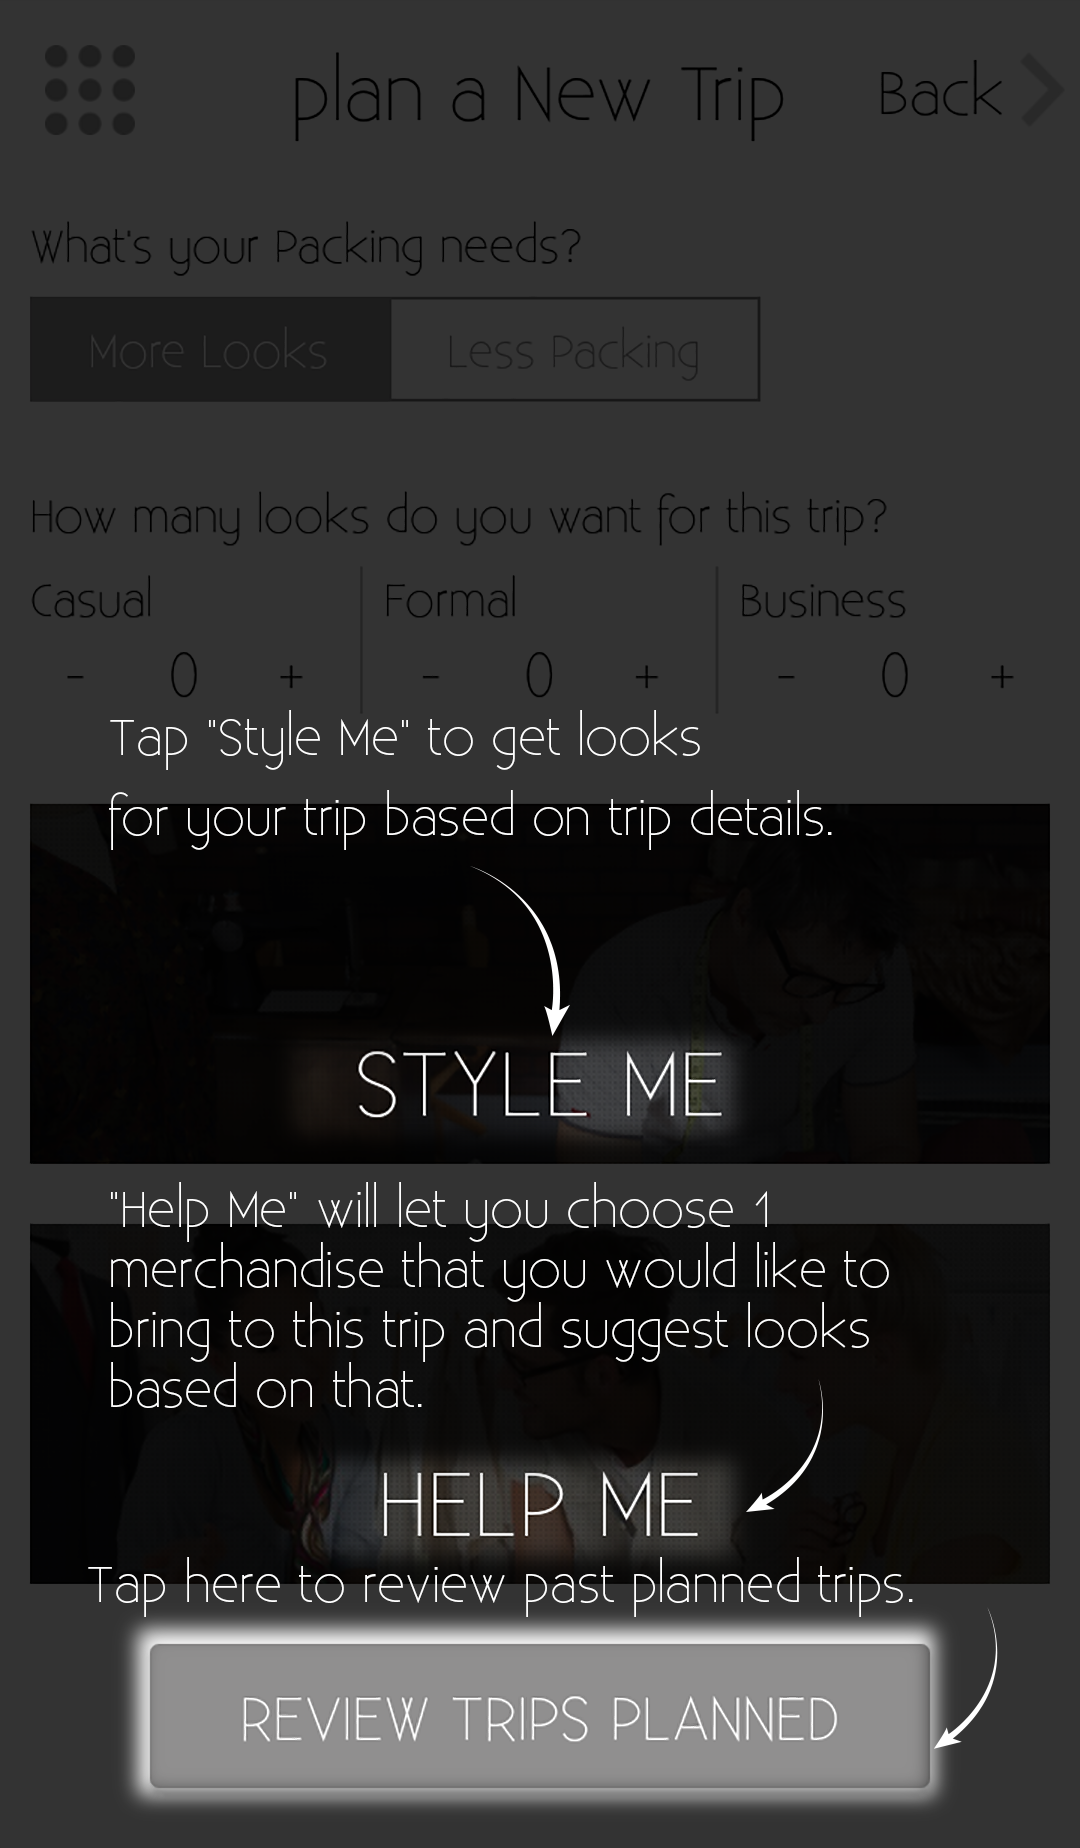 plan a New Trip
Back
What's your Packing needs?
More Looks
Less Packing
How many looks do you want for this trip?
Casual
Formal
Business
- 0 +
- 0 +
- 0 +
Tap "Style Me" to get looks
for your trip based on trip details.
STYLE ME
"Help Me" will let you choose 1
merchandise that you would like to
bring to this trip and suggest looks
based on that.
HELP ME
Tap here to review past planned trips.
REVIEW TRIPS PLANNED